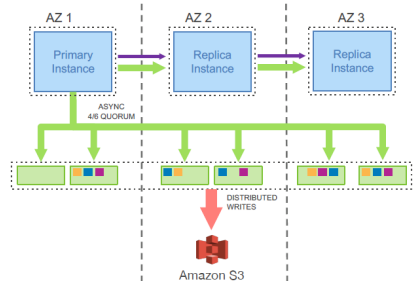 AZ 1
AZ 2
AZ 3
Primary
Instance
Replica
Instance
Replica
Instance
ASYNC
4/6 QUORUM
DISTRIBUTED
WRITES
Amazon S3